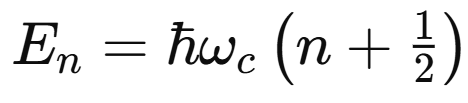 $E_n = \hbar\omega_c \left(n + \frac{1}{2}\right)$